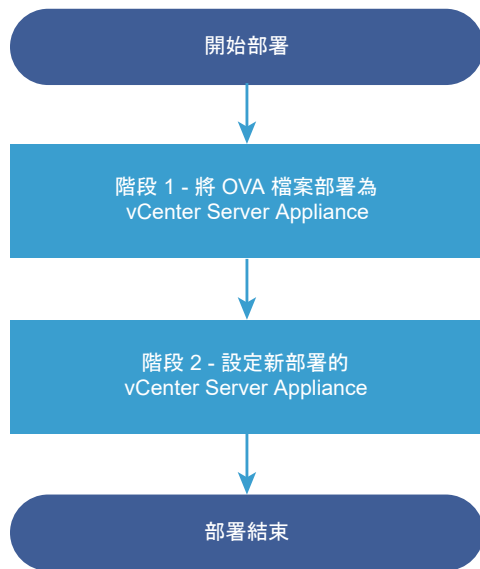 開始部署
階段 1 - 將 OVA 檔案部署為
vCenter Server Appliance
階段 2 - 設定新部署的
vCenter Server Appliance
部署結束